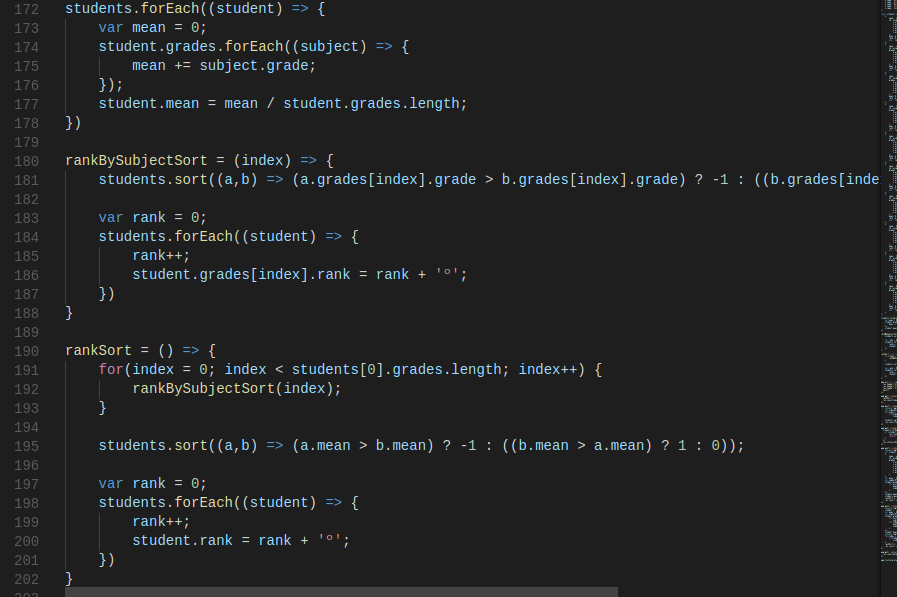 172 students.forEach((student) => {
173     var mean = 0;
174     student.grades.forEach((subject) => {
175         mean += subject.grade;
176     });
177     student.mean = mean / student.grades.length;
178 })
179
180 rankBySubjectSort = (index) => {
181     students.sort((a,b) => (a.grades[index].grade > b.grades[index].grade) ? -1 : ((b.grades[inde
182
183     var rank = 0;
184     students.forEach((student) => {
185         rank++;
186         student.grades[index].rank = rank + 'º';
187     })
188 }
189
190 rankSort = () => {
191     for(index = 0; index < students[0].grades.length; index++) {
192         rankBySubjectSort(index);
193     }
194
195     students.sort((a,b) => (a.mean > b.mean) ? -1 : ((b.mean > a.mean) ? 1 : 0));
196
197     var rank = 0;
198     students.forEach((student) => {
199         rank++;
200         student.rank = rank + 'º';
201     })
202 }